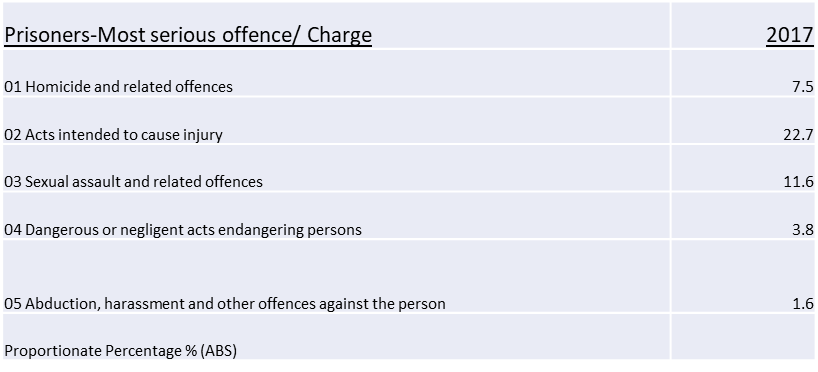 Prisoners-Most serious offence/ Charge 2017
01 Homicide and related offences 7.5
02 Acts intended to cause injury 22.7
03 Sexual assault and related offences 11.6
04 Dangerous or negligent acts endangering persons 3.8
05 Abduction, harassment and other offences against the person 1.6
Proportionate Percentage % (ABS)